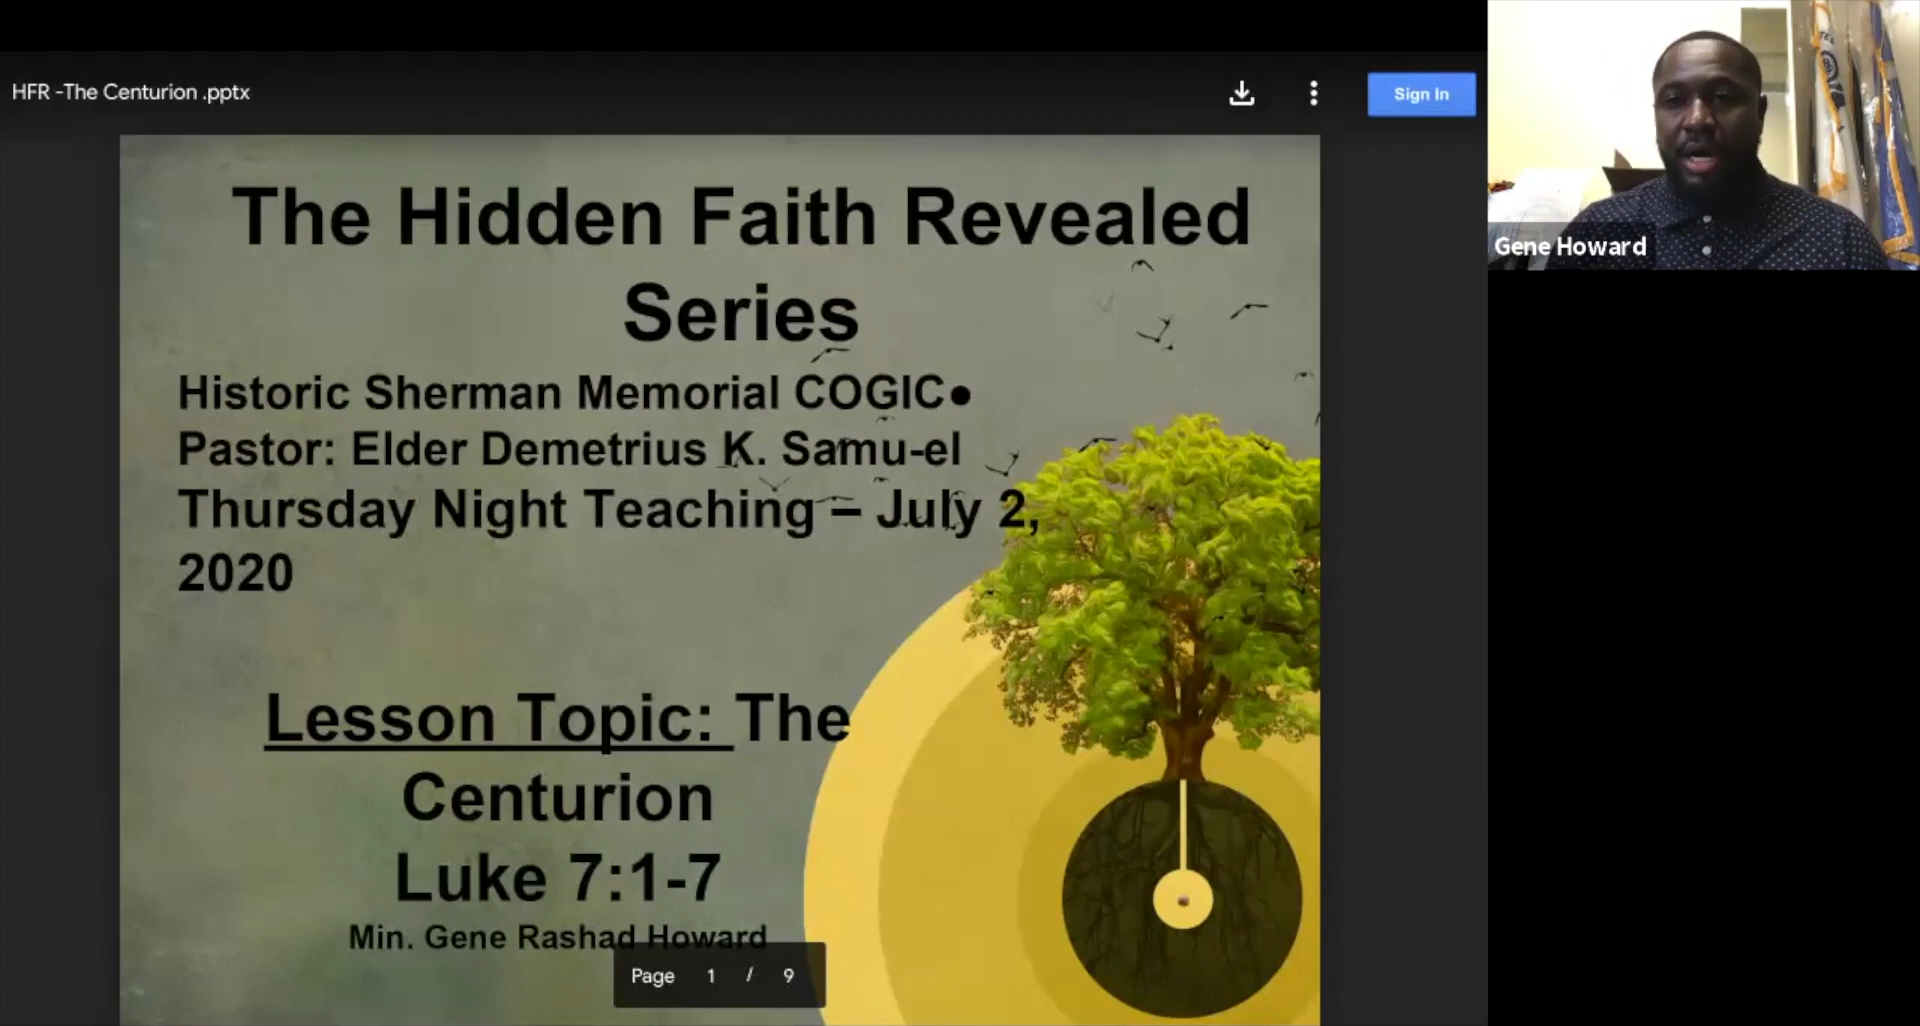 HFR -The Centurion .pptx
Sign In
The Hidden Faith Revealed
Series
Historic Sherman Memorial COGIC●
Pastor: Elder Demetrius K. Samu-el
Thursday Night Teaching – July 2,
2020
Lesson Topic: The
Centurion
Luke 7:1-7
Min. Gene Rashad Howard
Page 1 / 9
Gene Howard